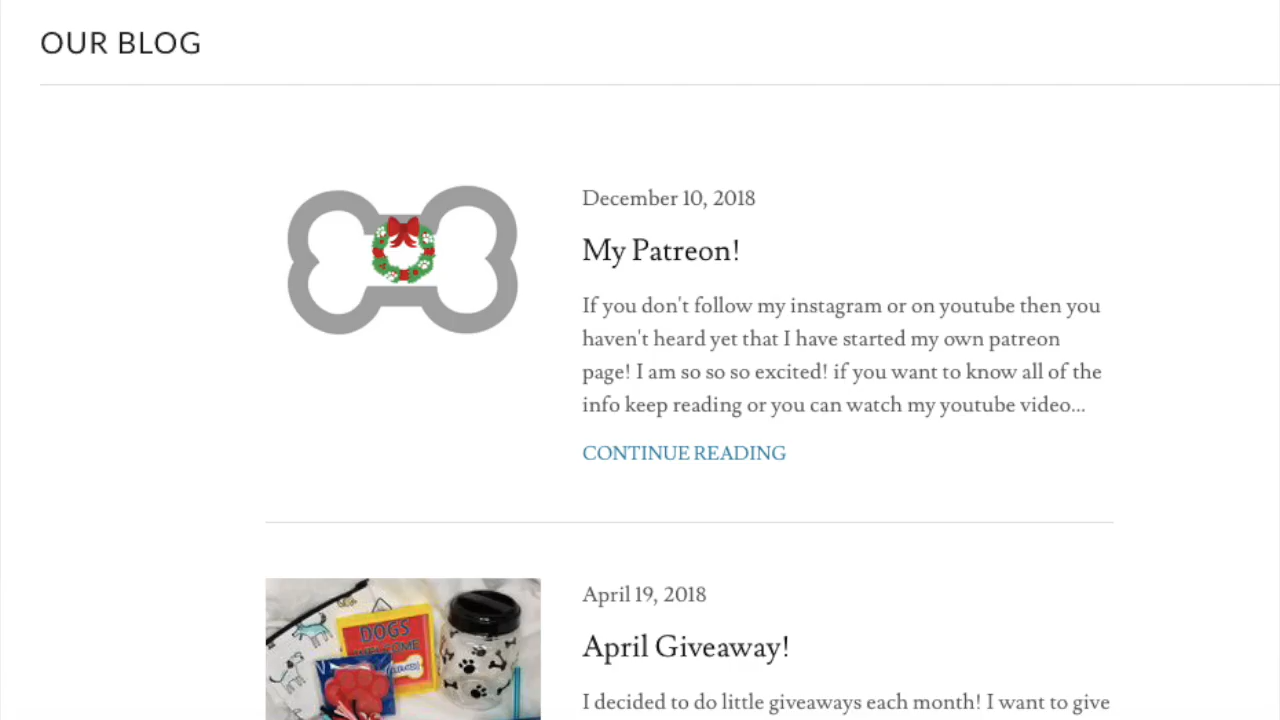 OUR BLOG
December 10, 2018
My Patreon!
If you don't follow my instagram or on youtube then you
haven't heard yet that I have started my own patreon
page! I am so so so excited! if you want to know all of the
info keep reading or you can watch my youtube video...
CONTINUE READING
April 19, 2018
April Giveaway!
DOGS
WELCOME
I decided to do little giveaways each month! I want to give